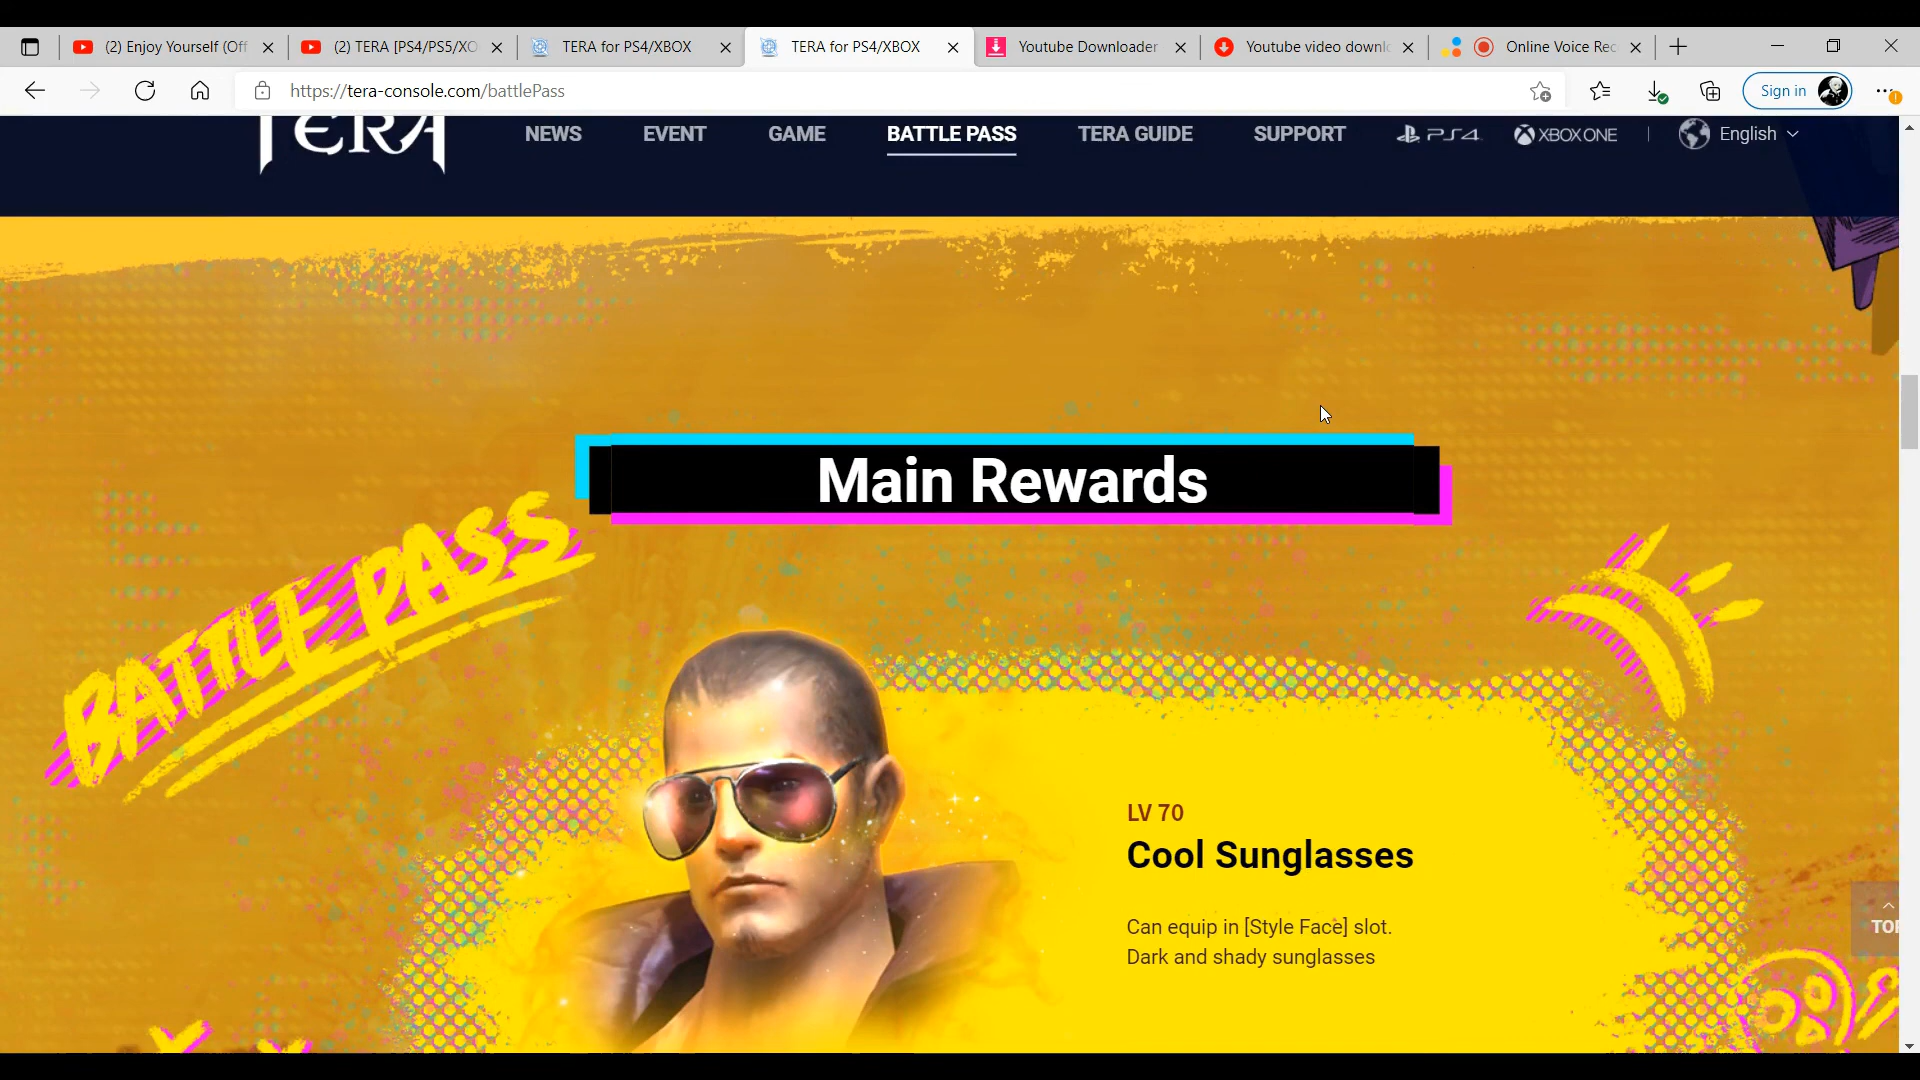 (2) Enjoy Yourself (Off
(2) TERA [PS4/PS5/XO
TERA for PS4/XBOX
TERA for PS4/XBOX
Youtube Downloader
Youtube video downl
Online Voice Rec
https://tera-console.com/battlePass
Sign in
TERA
NEWS
EVENT
GAME
BATTLE PASS
TERA GUIDE
SUPPORT
PS4
XBOX ONE
English
Main Rewards
BATTLE PASS
LV 70
Cool Sunglasses
Can equip in [Style Face] slot.
Dark and shady sunglasses
TOP